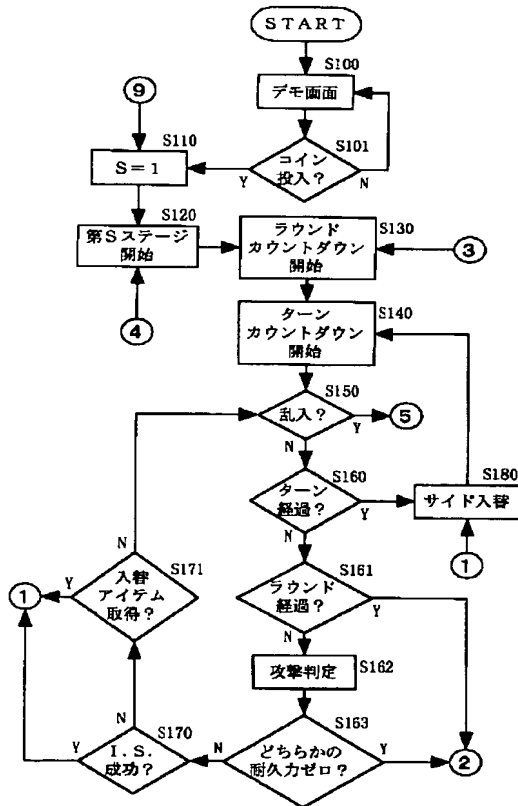 START
S100
デモ画面
⑨
S110
S101
S=1
Y
コイン
投入?
N
S120
第Sステージ
開始
S130
ラウンド
カウントダウン
開始
③
④
S140
ターン
カウントダウン
開始
S150
乱入?
Y
⑤
N
S160
ターン
経過?
Y
S180
サイド入替
N
①
N
S171
Y
①
入替
アイテム
取得?
S161
ラウンド
経過?
Y
N
S162
攻撃判定
N
S170
Y
I.S.
成功?
S163
N
どちらかの
耐久力ゼロ?
Y
②